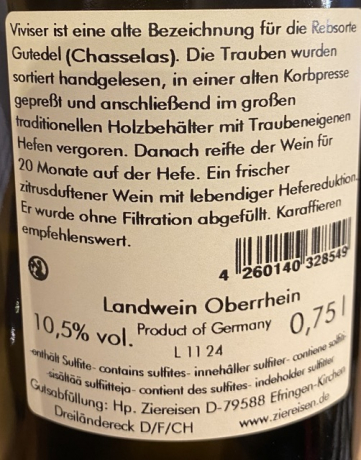 Viviser ist eine alte Bezeichnung für die Rebsorte
Gutedel (Chasselas). Die Trauben wurden
sortiert handgelesen, in einer alten Korbpresse
gepreßt und anschließend im großen
traditionellen Holzbehälter mit Traubeneigenen
Hefen vergoren. Danach reifte der Wein für
20 Monate auf der Hefe. Ein frischer
zitrusduftener Wein mit lebendiger Hefereduktion.
Er wurde ohne Filtration abgefüllt. Karaffieren
empfehlenswert.
4 260140 328549
Landwein Oberrhein
10,5% vol. Product of Germany 0,75 l
L 11 24
enthält Sulfite- contains sulfites- innehåller sulfiter- contiene solfiti-
-sisältää sulfiitteja- contient des sulfites- indeholder sulfitter
Gutsabfüllung: Hp. Ziereisen D-79588 Efringen-Kirchen
Dreiländereck D/F/CH www.ziereisen.de